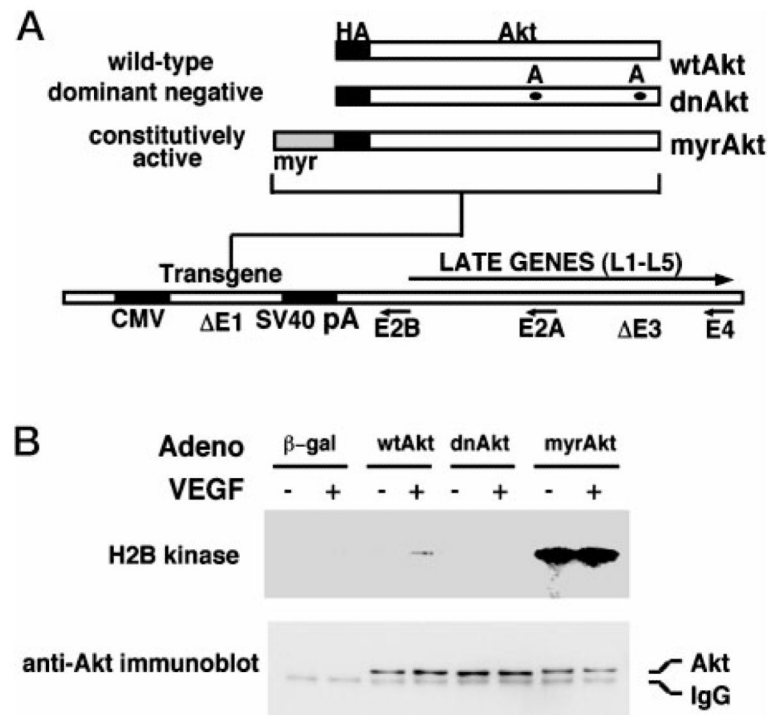 A
HA Akt
wild-type wtAkt
A A
dominant negative dnAkt
constitutively
active myrAkt
myr
Transgene LATE GENES (L1-L5)
CMV ΔE1 SV40 pA E2B E2A ΔE3 E4
B
Adeno β-gal wtAkt dnAkt myrAkt
VEGF - + - + - + - +
H2B kinase
anti-Akt immunoblot Akt
IgG